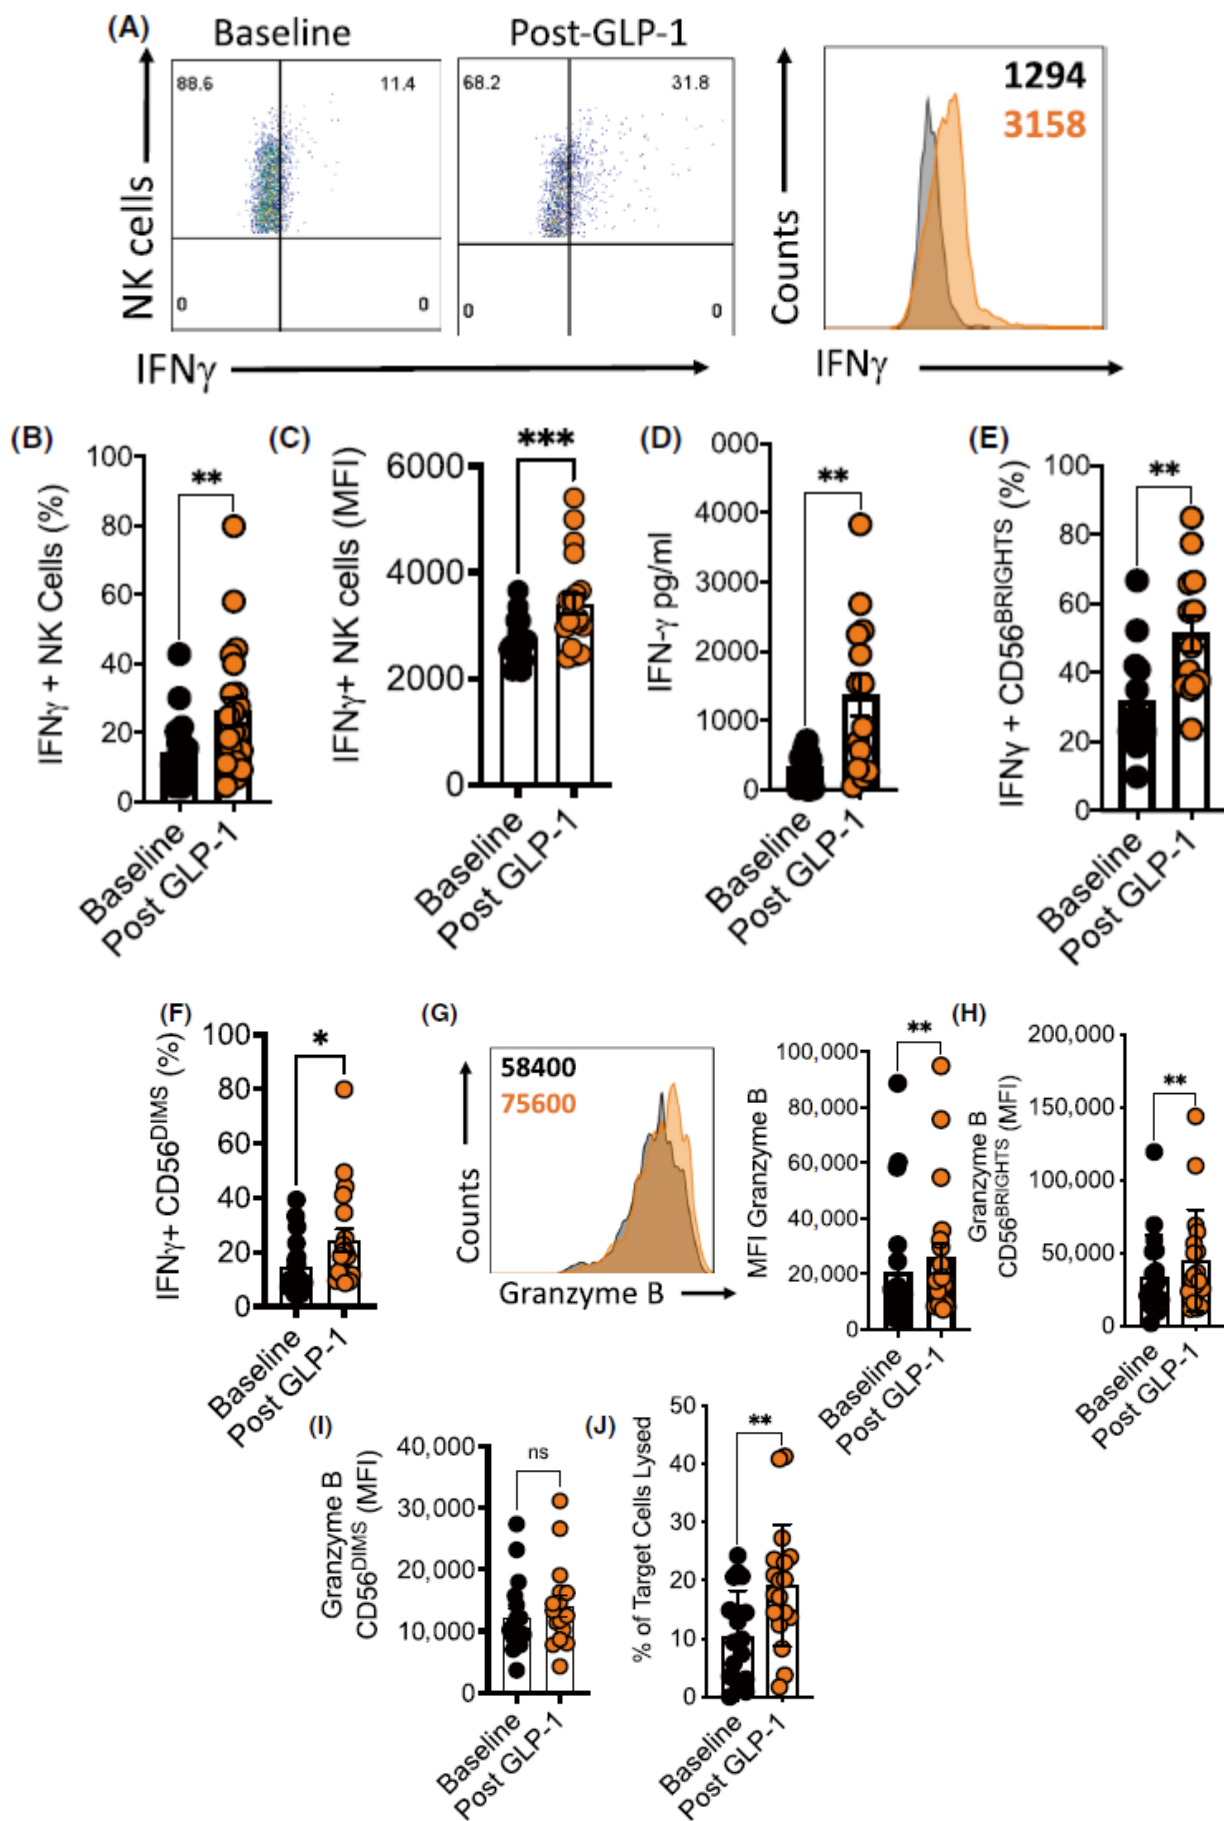 (A)
Baseline
Post-GLP-1
88.6
11.4
68.2
31.8
1294
3158
NK cells
0
0
0
0
Counts
IFNγ
IFNγ
(B)
IFNγ + NK Cells (%)
100
80
60
40
20
0
**
Baseline
Post GLP-1
(C)
IFNγ+ NK cells (MFI)
6000
4000
2000
0
***
Baseline
Post GLP-1
(D)
IFN-γ pg/ml
000
4000
3000
2000
1000
0
**
Baseline
Post GLP-1
(E)
IFNγ + CD56BRIGHTS (%)
100
80
60
40
20
0
**
Baseline
Post GLP-1
(F)
IFNγ+ CD56DIMS (%)
100
80
60
40
20
0
*
Baseline
Post GLP-1
(G)
58400
75600
Counts
Granzyme B
MFI Granzyme B
100,000
80,000
60,000
40,000
20,000
0
**
Baseline
Post GLP-1
(H)
Granzyme B
CD56BRIGHTS (MFI)
200,000
150,000
100,000
50,000
0
**
Baseline
Post GLP-1
(I)
Granzyme B
CD56DIMS (MFI)
40,000
30,000
20,000
10,000
0
ns
Baseline
Post GLP-1
(J)
% of Target Cells Lysed
50
40
30
20
10
0
**
Baseline
Post GLP-1